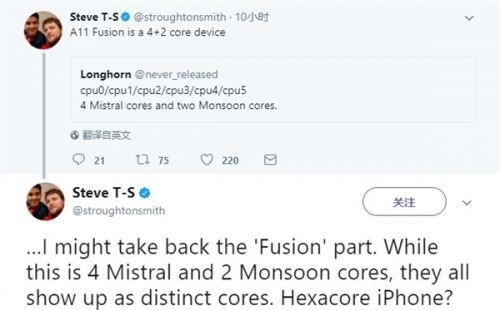 Steve T-S @stroughtonsmith · 10小时
A11 Fusion is a 4+2 core device
Longhorn @never_released
cpu0/cpu1/cpu2/cpu3/cpu4/cpu5
4 Mistral cores and two Monsoon cores.
翻译自英文
21 75 220
Steve T-S
@stroughtonsmith
关注
...I might take back the 'Fusion' part. While
this is 4 Mistral and 2 Monsoon cores, they all
show up as distinct cores. Hexacore iPhone?